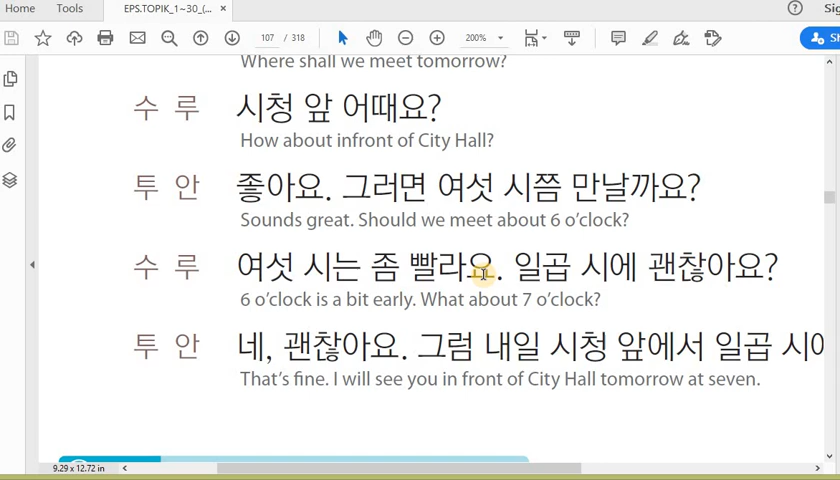 EPS.TOPIK_1~30_(... ×
Home Tools Sig
107 / 318 200% Sh
Where shall we meet tomorrow?
수 루 시청 앞 어때요?
How about infront of City Hall?
투 안 좋아요. 그러면 여섯 시쯤 만날까요?
Sounds great. Should we meet about 6 o'clock?
수 루 여섯 시는 좀 빨라요. 일곱 시에 괜찮아요?
6 o'clock is a bit early. What about 7 o'clock?
투 안 네, 괜찮아요. 그럼 내일 시청 앞에서 일곱 시에
That's fine. I will see you in front of City Hall tomorrow at seven.
9.29 x 12.72 in